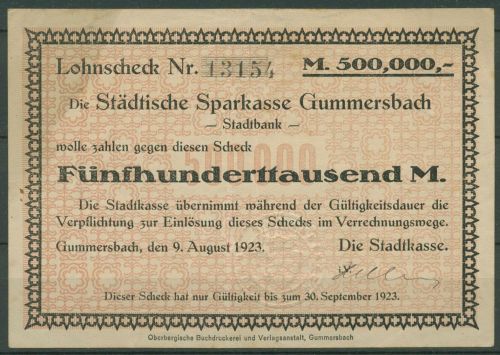 Lohnscheck Nr. 13154 M. 500,000,-
Die Städtische Sparkasse Gummersbach
— Stadtbank —
wolle zahlen gegen diesen Scheck
500,000
Fünfhunderttausend M.
Die Stadtkasse übernimmt während der Gültigkeitsdauer die
Verpflichtung zur Einlösung dieses Schecks im Verrechnungswege.
Gummersbach, den 9. August 1923. Die Stadtkasse.
Dieser Scheck hat nur Gültigkeit bis zum 30. September 1923.
Oberbergische Buchdruckerei und Verlagsanstalt, Gummersbach